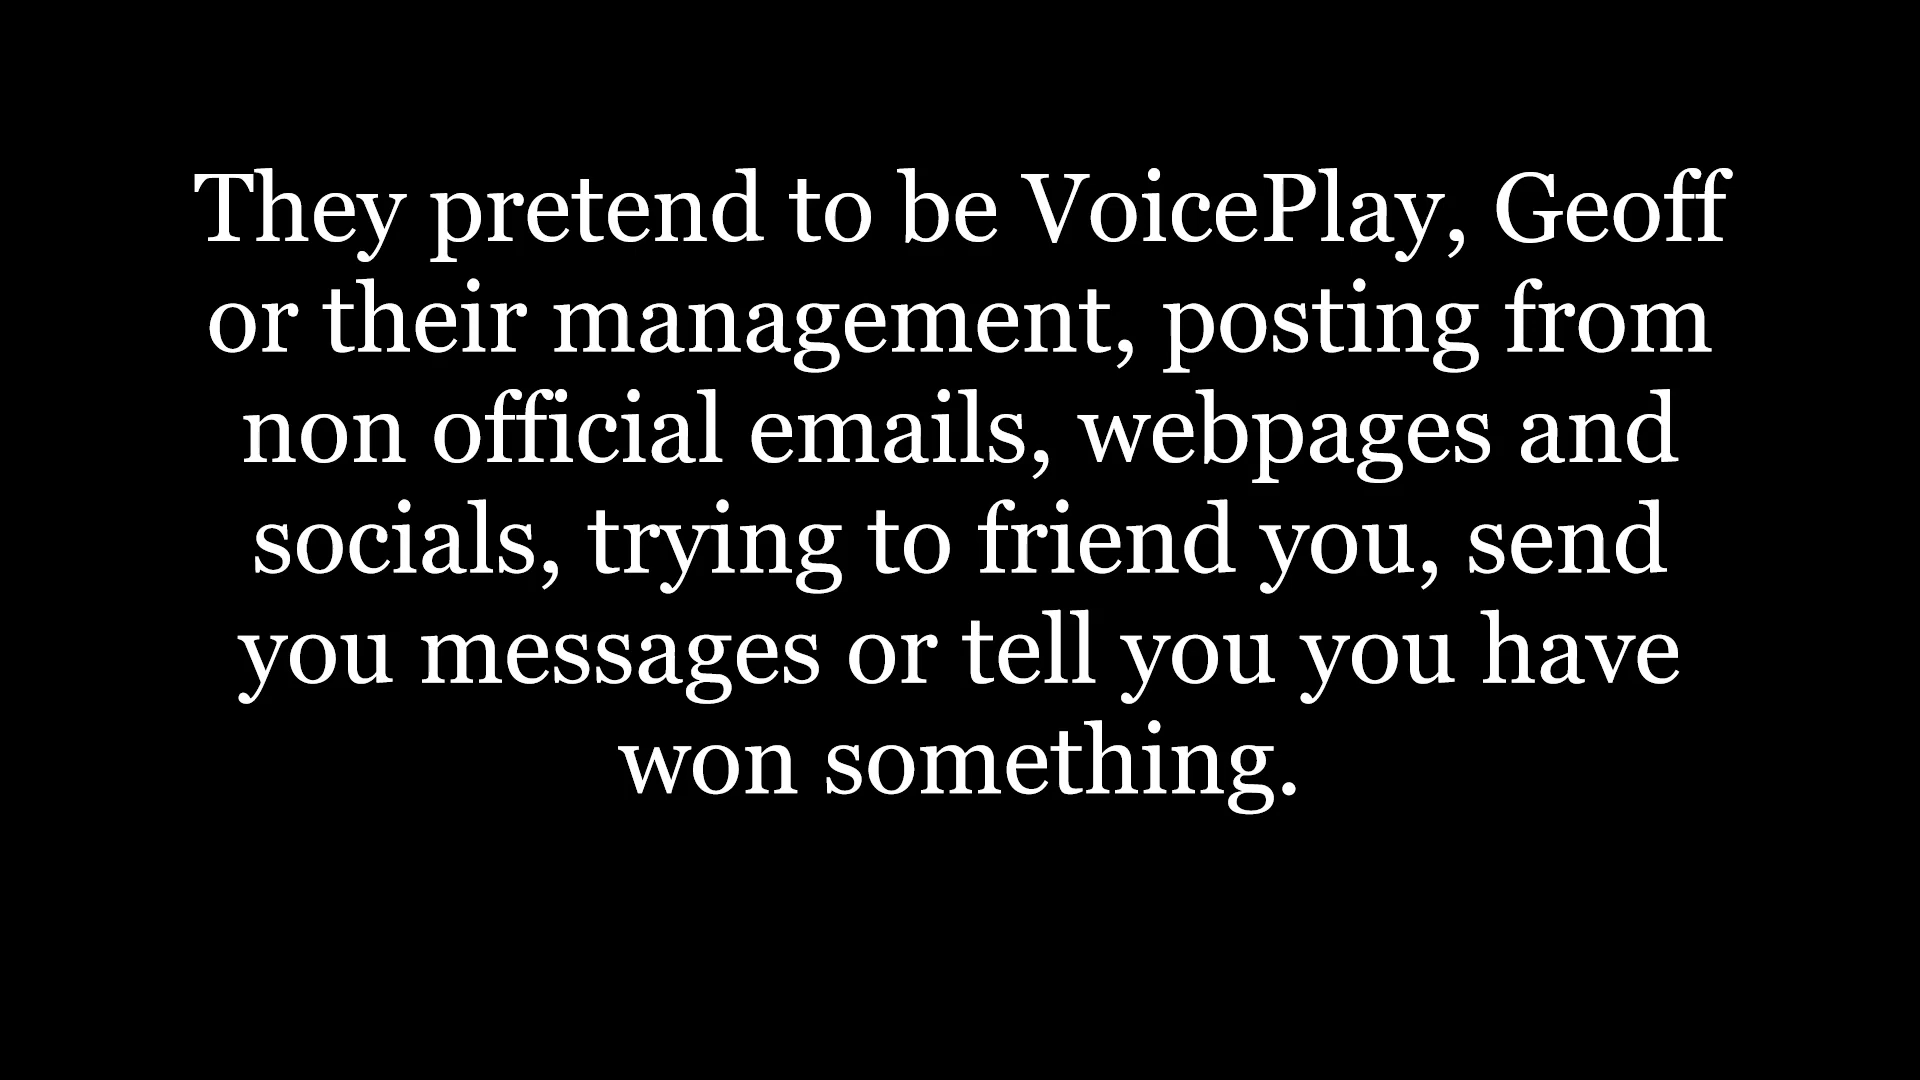 They pretend to be VoicePlay, Geoff
or their management, posting from
non official emails, webpages and
socials, trying to friend you, send
you messages or tell you you have
won something.